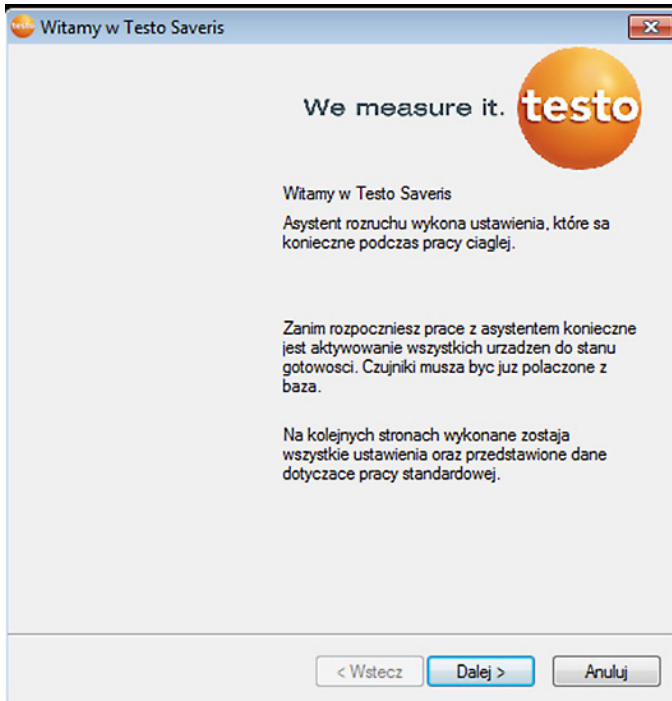 Witamy w Testo Saveris
We measure it. testo
Witamy w Testo Saveris
Asystent rozruchu wykona ustawienia, które sa
konieczne podczas pracy ciaglej.
Zanim rozpoczniesz prace z asystentem konieczne
jest aktywowanie wszystkich urzadzen do stanu
gotowosci. Czujniki musza byc juz polaczone z
baza.
Na kolejnych stronach wykonane zostaja
wszystkie ustawienia oraz przedstawione dane
dotyczace pracy standardowej.
< Wstecz Dalej > Anuluj